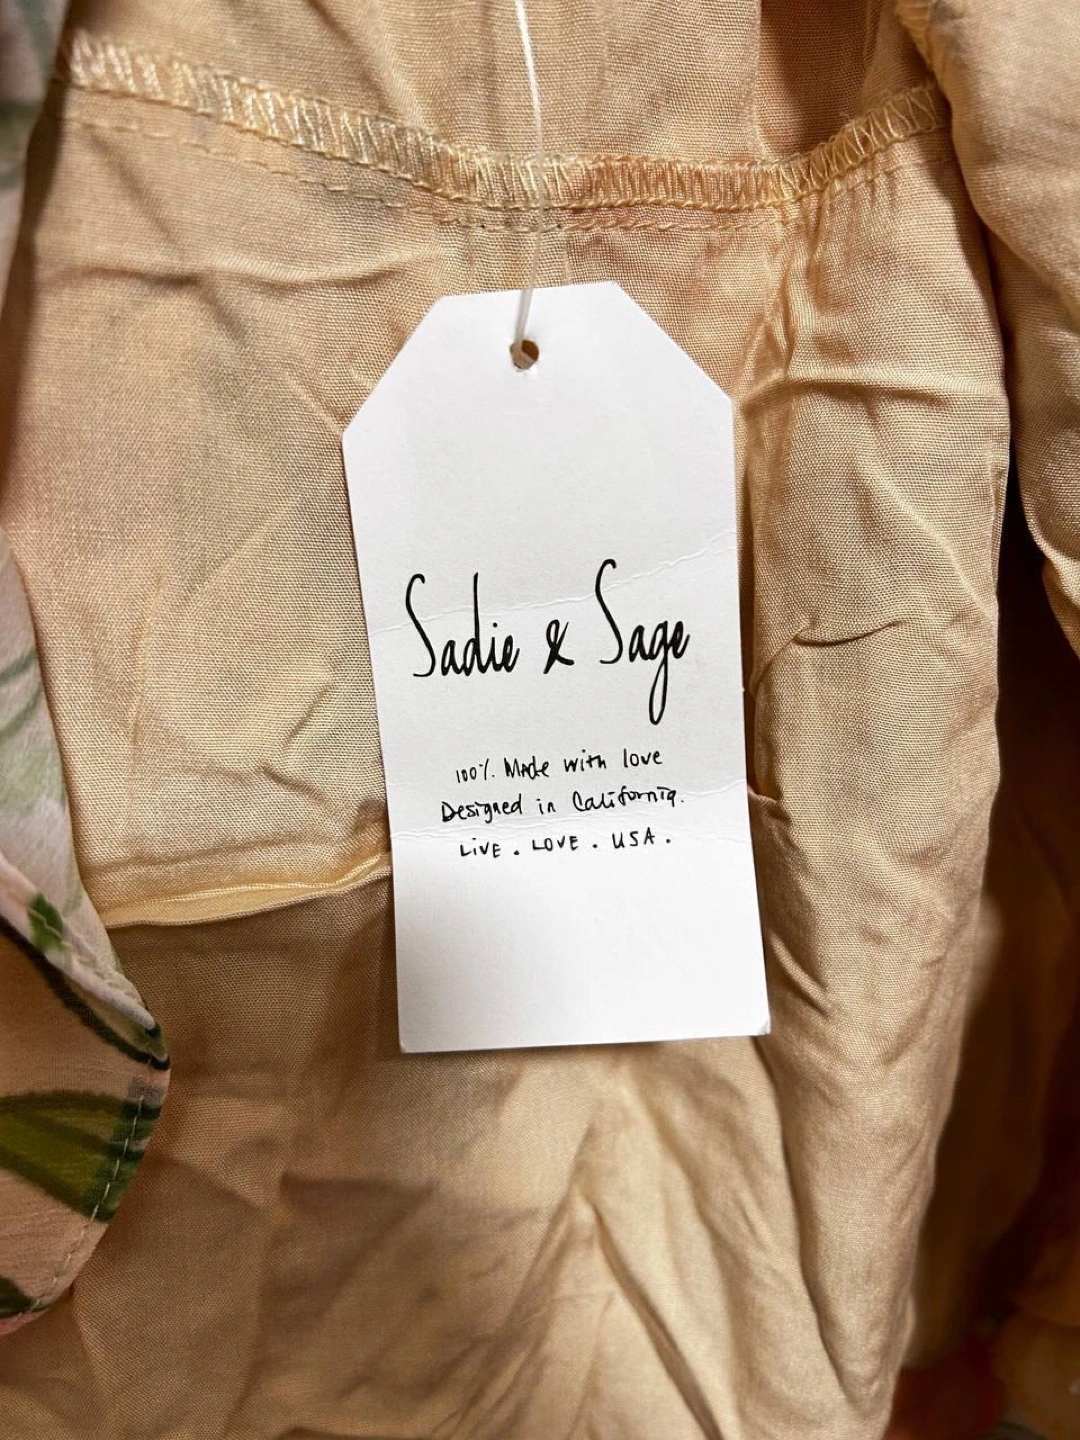 Sadie & Sage
100% Made with love
Designed in California.
LIVE . LOVE . USA .